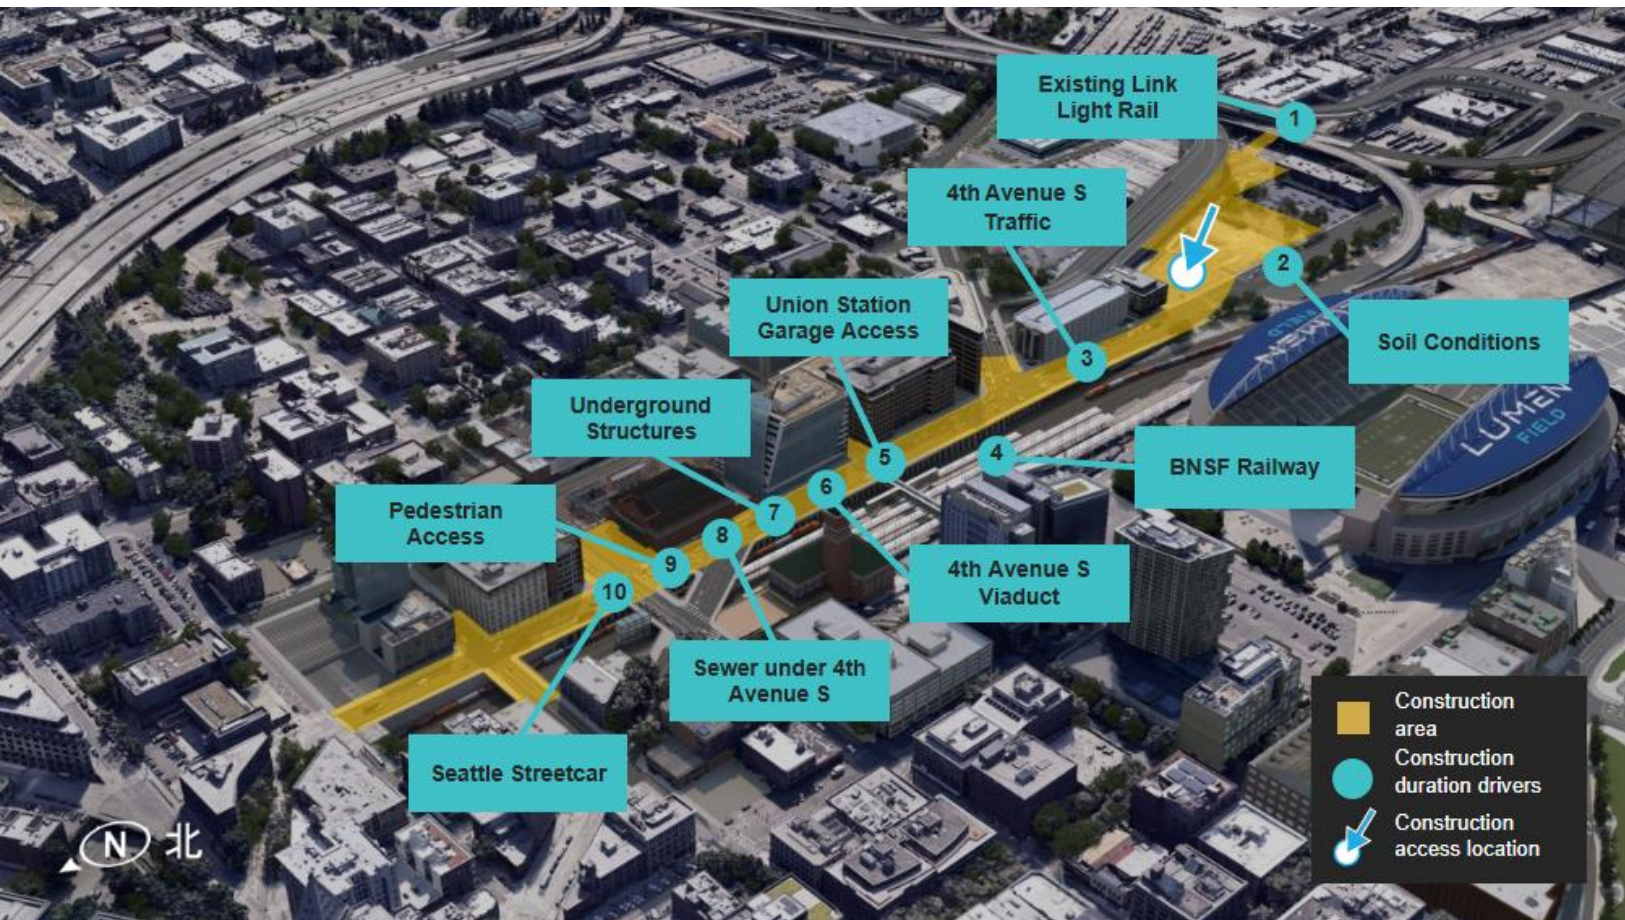 Existing Link
Light Rail
1
4th Avenue S
Traffic
2
Union Station
Garage Access
Soil Conditions
3
Underground
Structures
5
4
BNSF Railway
LUMEN
FIELD
Pedestrian
Access
6
7
8
9
10
4th Avenue S
Viaduct
Sewer under 4th
Avenue S
Seattle Streetcar
Construction
area
Construction
duration drivers
Construction
access location
N 北